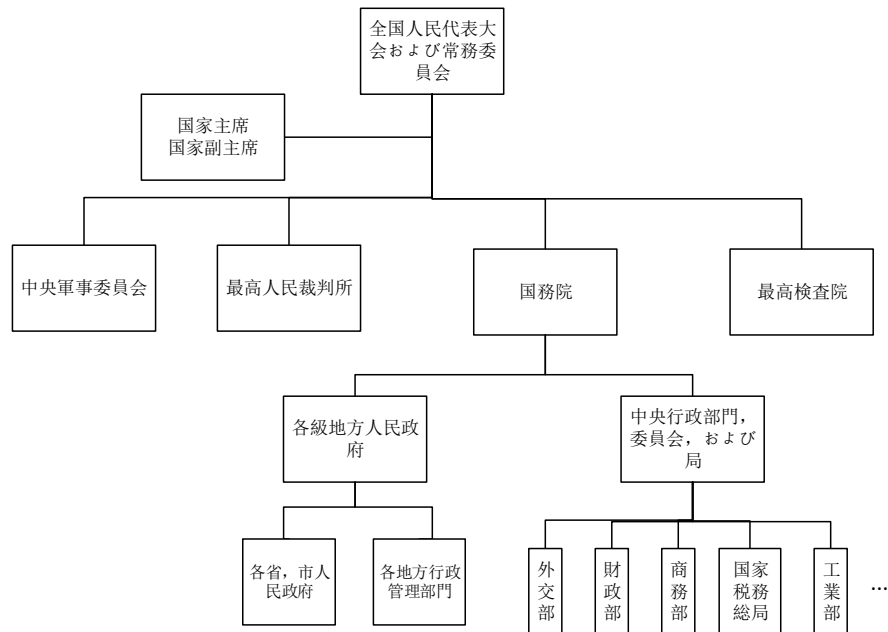 全国人民代表大
会および常務委
員会
国家主席
国家副主席
中央軍事委員会
最高人民裁判所
国務院
最高検査院
各級地方人民政
府
中央行政部門，
委員会，および
局
各省，市人
民政府
各地方行政
管理部門
外
交
部
財
政
部
商
務
部
国家
税務
総局
工
業
部
…